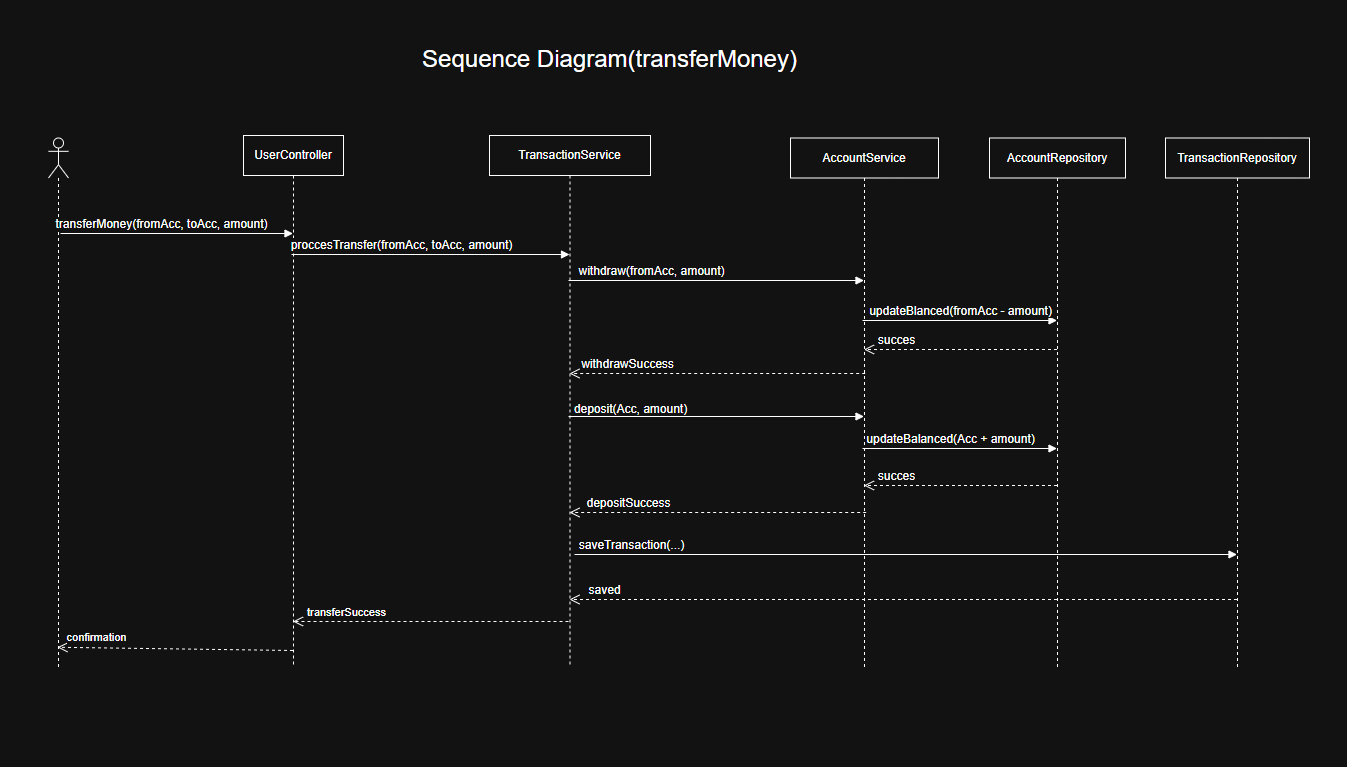 Sequence Diagram(transferMoney)
UserController
TransactionService
AccountService
AccountRepository
TransactionRepository
transferMoney(fromAcc, toAcc, amount)
proccesTransfer(fromAcc, toAcc, amount)
withdraw(fromAcc, amount)
updateBlanced(fromAcc - amount)
succes
withdrawSuccess
deposit(Acc, amount)
updateBalanced(Acc + amount)
succes
depositSuccess
saveTransaction(...)
saved
transferSuccess
confirmation